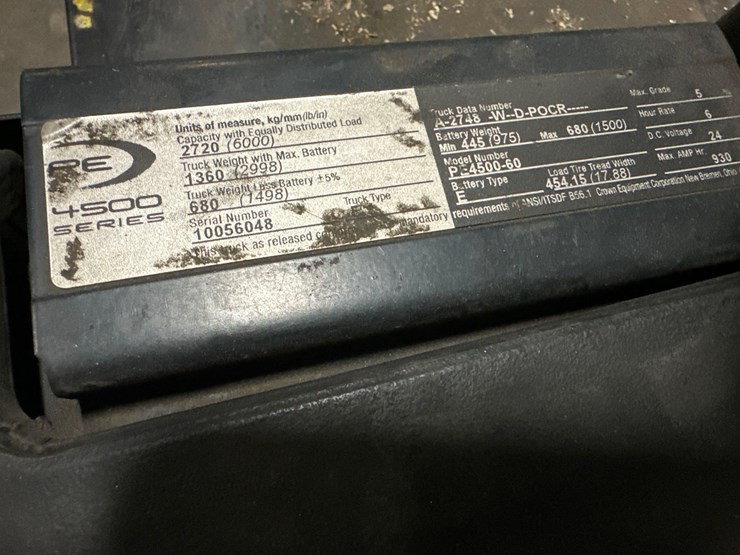 PE
4500
SERIES
Units of measure, kg/mm(lb/in)
Capacity with Equally Distributed Load
2720 (6000)
Truck Weight with Max. Battery
1360 (2998)
Truck Weight Less Battery ±5%
680 (1498)
Serial Number Truck Type
10056048
This truck as released mandatory
Truck Data Number
A-2748 -W--D-POCR-----
Battery Weight
Min 445 (975) Max 680 (1500)
Model Number
PE4500-60
Battery Type Load Tire Tread Width
E 454.15 (17.88)
requirements of ANSI/ITSDF B56.1 Crown Equipment Corporation New Bremen, Ohio
Max. Grade 5 %
Hour Rate 6
D.C. Voltage 24
Max. AMP Hr. 930